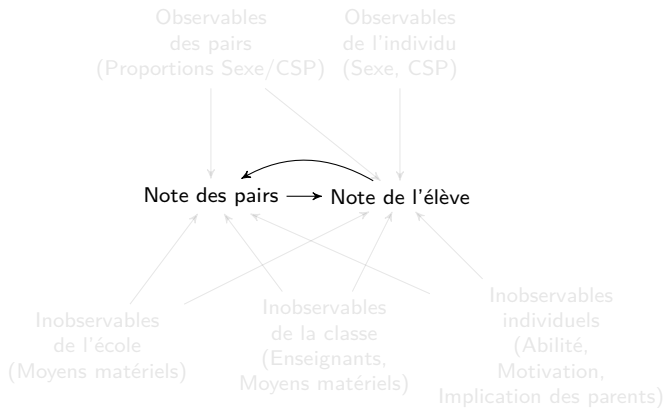 Observables
des pairs
(Proportions Sexe/CSP)
Observables
de l'individu
(Sexe, CSP)
Note des pairs
Note de l'élève
Inobservables
de l'école
(Moyens matériels)
Inobservables
de la classe
(Enseignants,
Moyens matériels)
Inobservables
individuels
(Abilité,
Motivation,
Implication des parents)